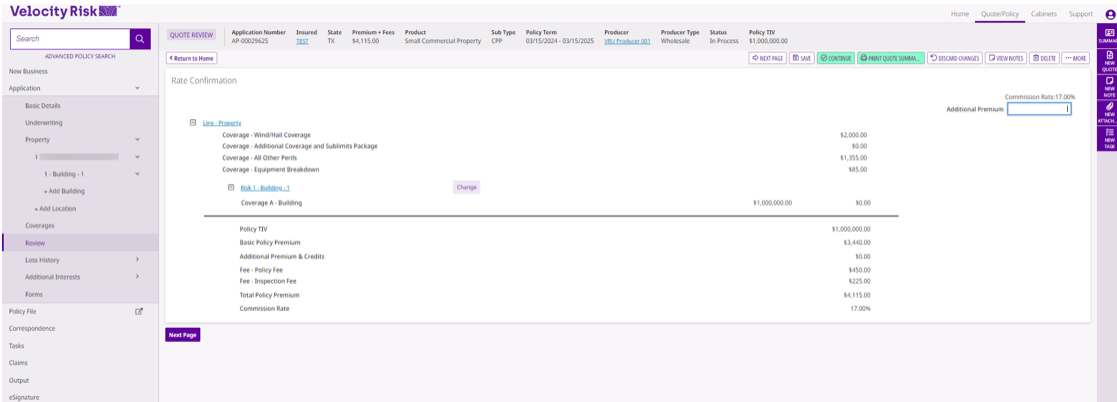 Velocity Risk
Home Quote/Policy Cabinets Support
Search
ADVANCED POLICY SEARCH
New Business
Application
Basic Details
Underwriting
Property
1
1 - Building - 1
+ Add Building
+ Add Location
Coverages
Review
Loss History
Additional Interests
Forms
Policy File
Correspondence
Tasks
Claims
Output
eSignature
QUOTE REVIEW
Application Number Insured State Premium + Fees Product Sub Type Policy Term Producer Producer Type Status Policy TIV
AP-00029625 TEST TX $4,115.00 Small Commercial Property CPP 03/15/2024 - 03/15/2025 VRU Producer 001 Wholesale In Process $1,000,000.00
Return to Home
NEXT PAGE SAVE CONTINUE PRINT QUOTE SUMMA... DISCARD CHANGES VIEW NOTES DELETE ··· MORE
Rate Confirmation
Commission Rate:17.00%
Additional Premium
Line - Property
Coverage - Wind/Hail Coverage $2,000.00
Coverage - Additional Coverage and Sublimits Package $0.00
Coverage - All Other Perils $1,355.00
Coverage - Equipment Breakdown $85.00
Risk 1 - Building - 1 Change
Coverage A - Building $1,000,000.00 $0.00
Policy TIV $1,000,000.00
Basic Policy Premium $3,440.00
Additional Premium & Credits $0.00
Fee - Policy Fee $450.00
Fee - Inspection Fee $225.00
Total Policy Premium $4,115.00
Commission Rate 17.00%
Next Page
SUMMAR
NEW
QUOTE
NEW
NOTE
NEW
ATTACH...
NEW
TASK